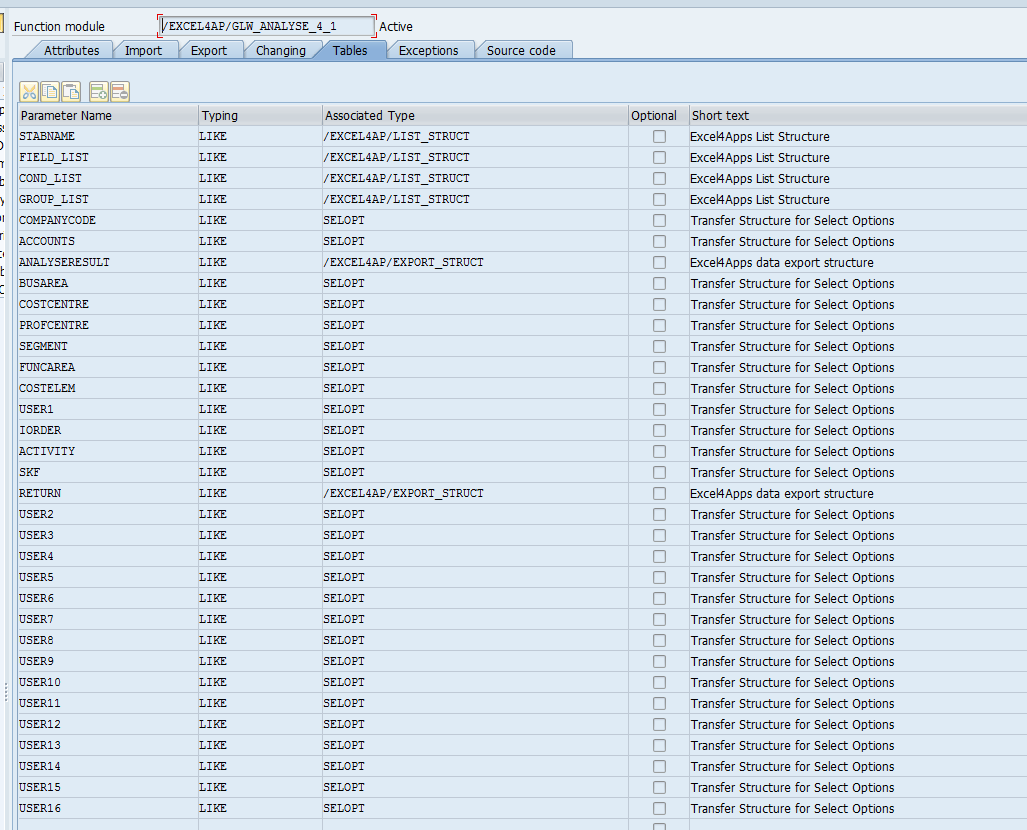 Function module /EXCEL4AP/GLW_ANALYSE_4_1 Active
Attributes Import Export Changing Tables Exceptions Source code
Parameter Name Typing Associated Type Optional Short text
STABNAME LIKE /EXCEL4AP/LIST_STRUCT Excel4Apps List Structure
FIELD_LIST LIKE /EXCEL4AP/LIST_STRUCT Excel4Apps List Structure
COND_LIST LIKE /EXCEL4AP/LIST_STRUCT Excel4Apps List Structure
GROUP_LIST LIKE /EXCEL4AP/LIST_STRUCT Excel4Apps List Structure
COMPANYCODE LIKE SELOPT Transfer Structure for Select Options
ACCOUNTS LIKE SELOPT Transfer Structure for Select Options
ANALYSERESULT LIKE /EXCEL4AP/EXPORT_STRUCT Excel4Apps data export structure
BUSAREA LIKE SELOPT Transfer Structure for Select Options
COSTCENTRE LIKE SELOPT Transfer Structure for Select Options
PROFCENTRE LIKE SELOPT Transfer Structure for Select Options
SEGMENT LIKE SELOPT Transfer Structure for Select Options
FUNCAREA LIKE SELOPT Transfer Structure for Select Options
COSTELEM LIKE SELOPT Transfer Structure for Select Options
USER1 LIKE SELOPT Transfer Structure for Select Options
IORDER LIKE SELOPT Transfer Structure for Select Options
ACTIVITY LIKE SELOPT Transfer Structure for Select Options
SKF LIKE SELOPT Transfer Structure for Select Options
RETURN LIKE /EXCEL4AP/EXPORT_STRUCT Excel4Apps data export structure
USER2 LIKE SELOPT Transfer Structure for Select Options
USER3 LIKE SELOPT Transfer Structure for Select Options
USER4 LIKE SELOPT Transfer Structure for Select Options
USER5 LIKE SELOPT Transfer Structure for Select Options
USER6 LIKE SELOPT Transfer Structure for Select Options
USER7 LIKE SELOPT Transfer Structure for Select Options
USER8 LIKE SELOPT Transfer Structure for Select Options
USER9 LIKE SELOPT Transfer Structure for Select Options
USER10 LIKE SELOPT Transfer Structure for Select Options
USER11 LIKE SELOPT Transfer Structure for Select Options
USER12 LIKE SELOPT Transfer Structure for Select Options
USER13 LIKE SELOPT Transfer Structure for Select Options
USER14 LIKE SELOPT Transfer Structure for Select Options
USER15 LIKE SELOPT Transfer Structure for Select Options
USER16 LIKE SELOPT Transfer Structure for Select Options